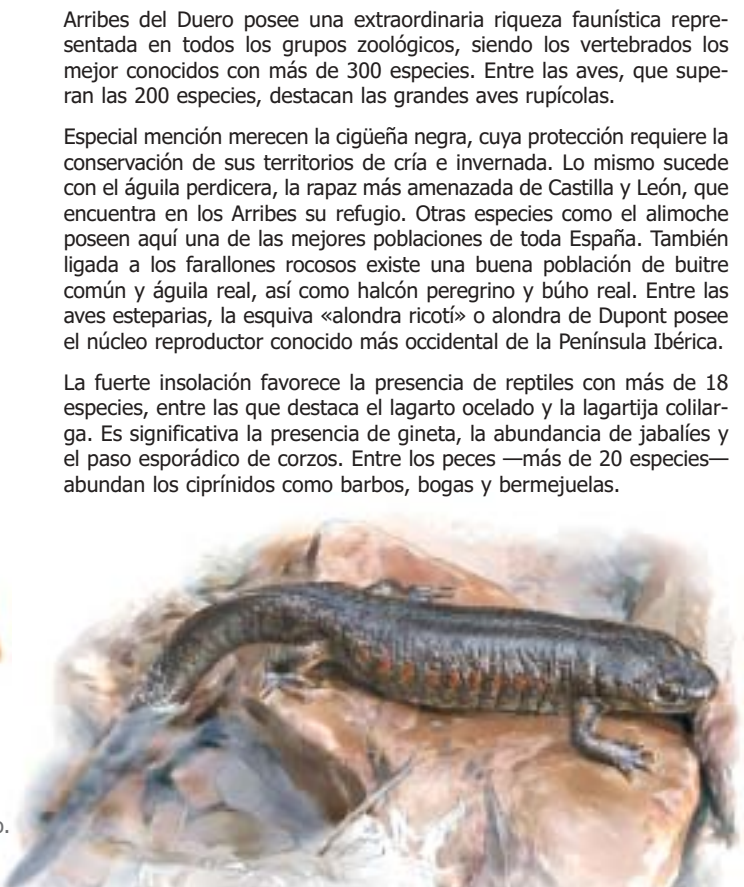 Arribes del Duero posee una extraordinaria riqueza faunística repre-
sentada en todos los grupos zoológicos, siendo los vertebrados los
mejor conocidos con más de 300 especies. Entre las aves, que supe-
ran las 200 especies, destacan las grandes aves rupícolas.
Especial mención merecen la cigüeña negra, cuya protección requiere la
conservación de sus territorios de cría e invernada. Lo mismo sucede
con el águila perdicera, la rapaz más amenazada de Castilla y León, que
encuentra en los Arribes su refugio. Otras especies como el alimoche
poseen aquí una de las mejores poblaciones de toda España. También
ligada a los farallones rocosos existe una buena población de buitre
común y águila real, así como halcón peregrino y búho real. Entre las
aves esteparias, la esquiva «alondra ricotí» o alondra de Dupont posee
el núcleo reproductor conocido más occidental de la Península Ibérica.
La fuerte insolación favorece la presencia de reptiles con más de 18
especies, entre las que destaca el lagarto ocelado y la lagartija colilar-
ga. Es significativa la presencia de gineta, la abundancia de jabalíes y
el paso esporádico de corzos. Entre los peces —más de 20 especies—
abundan los ciprínidos como barbos, bogas y bermejuelas.